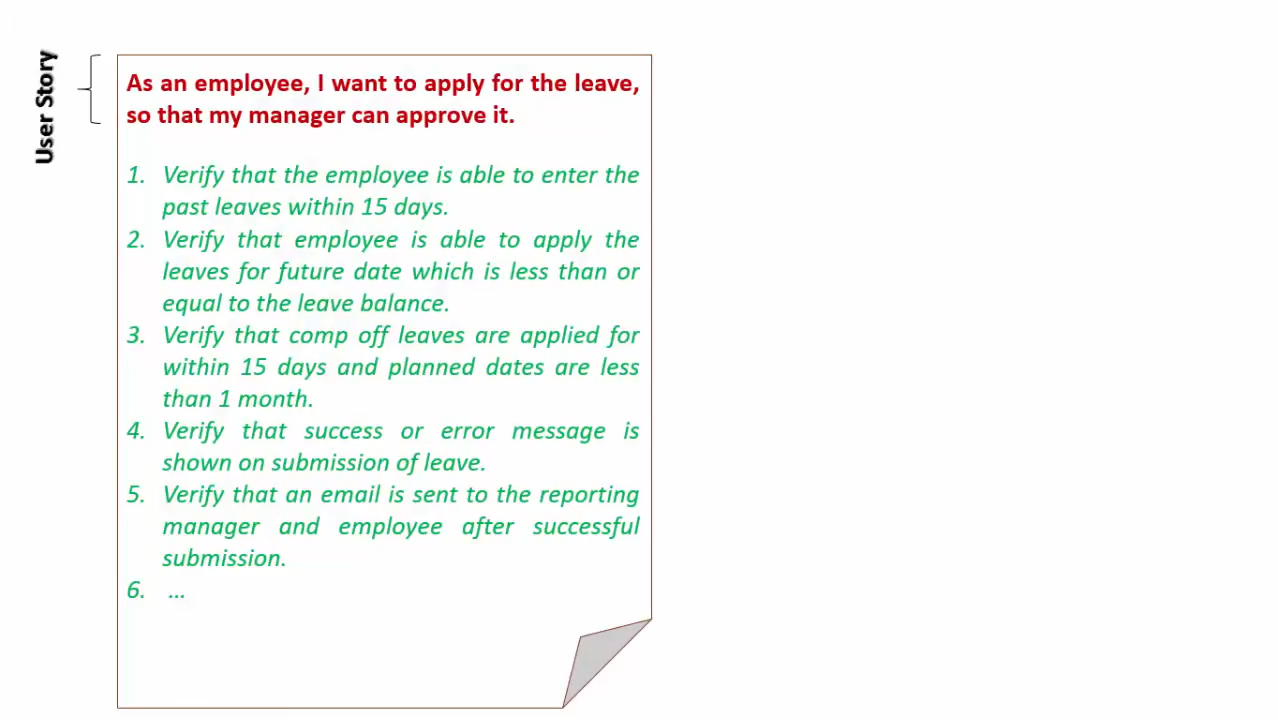 User Story
As an employee, I want to apply for the leave,
so that my manager can approve it.
1. Verify that the employee is able to enter the
past leaves within 15 days.
2. Verify that employee is able to apply the
leaves for future date which is less than or
equal to the leave balance.
3. Verify that comp off leaves are applied for
within 15 days and planned dates are less
than 1 month.
4. Verify that success or error message is
shown on submission of leave.
5. Verify that an email is sent to the reporting
manager and employee after successful
submission.
6. ...